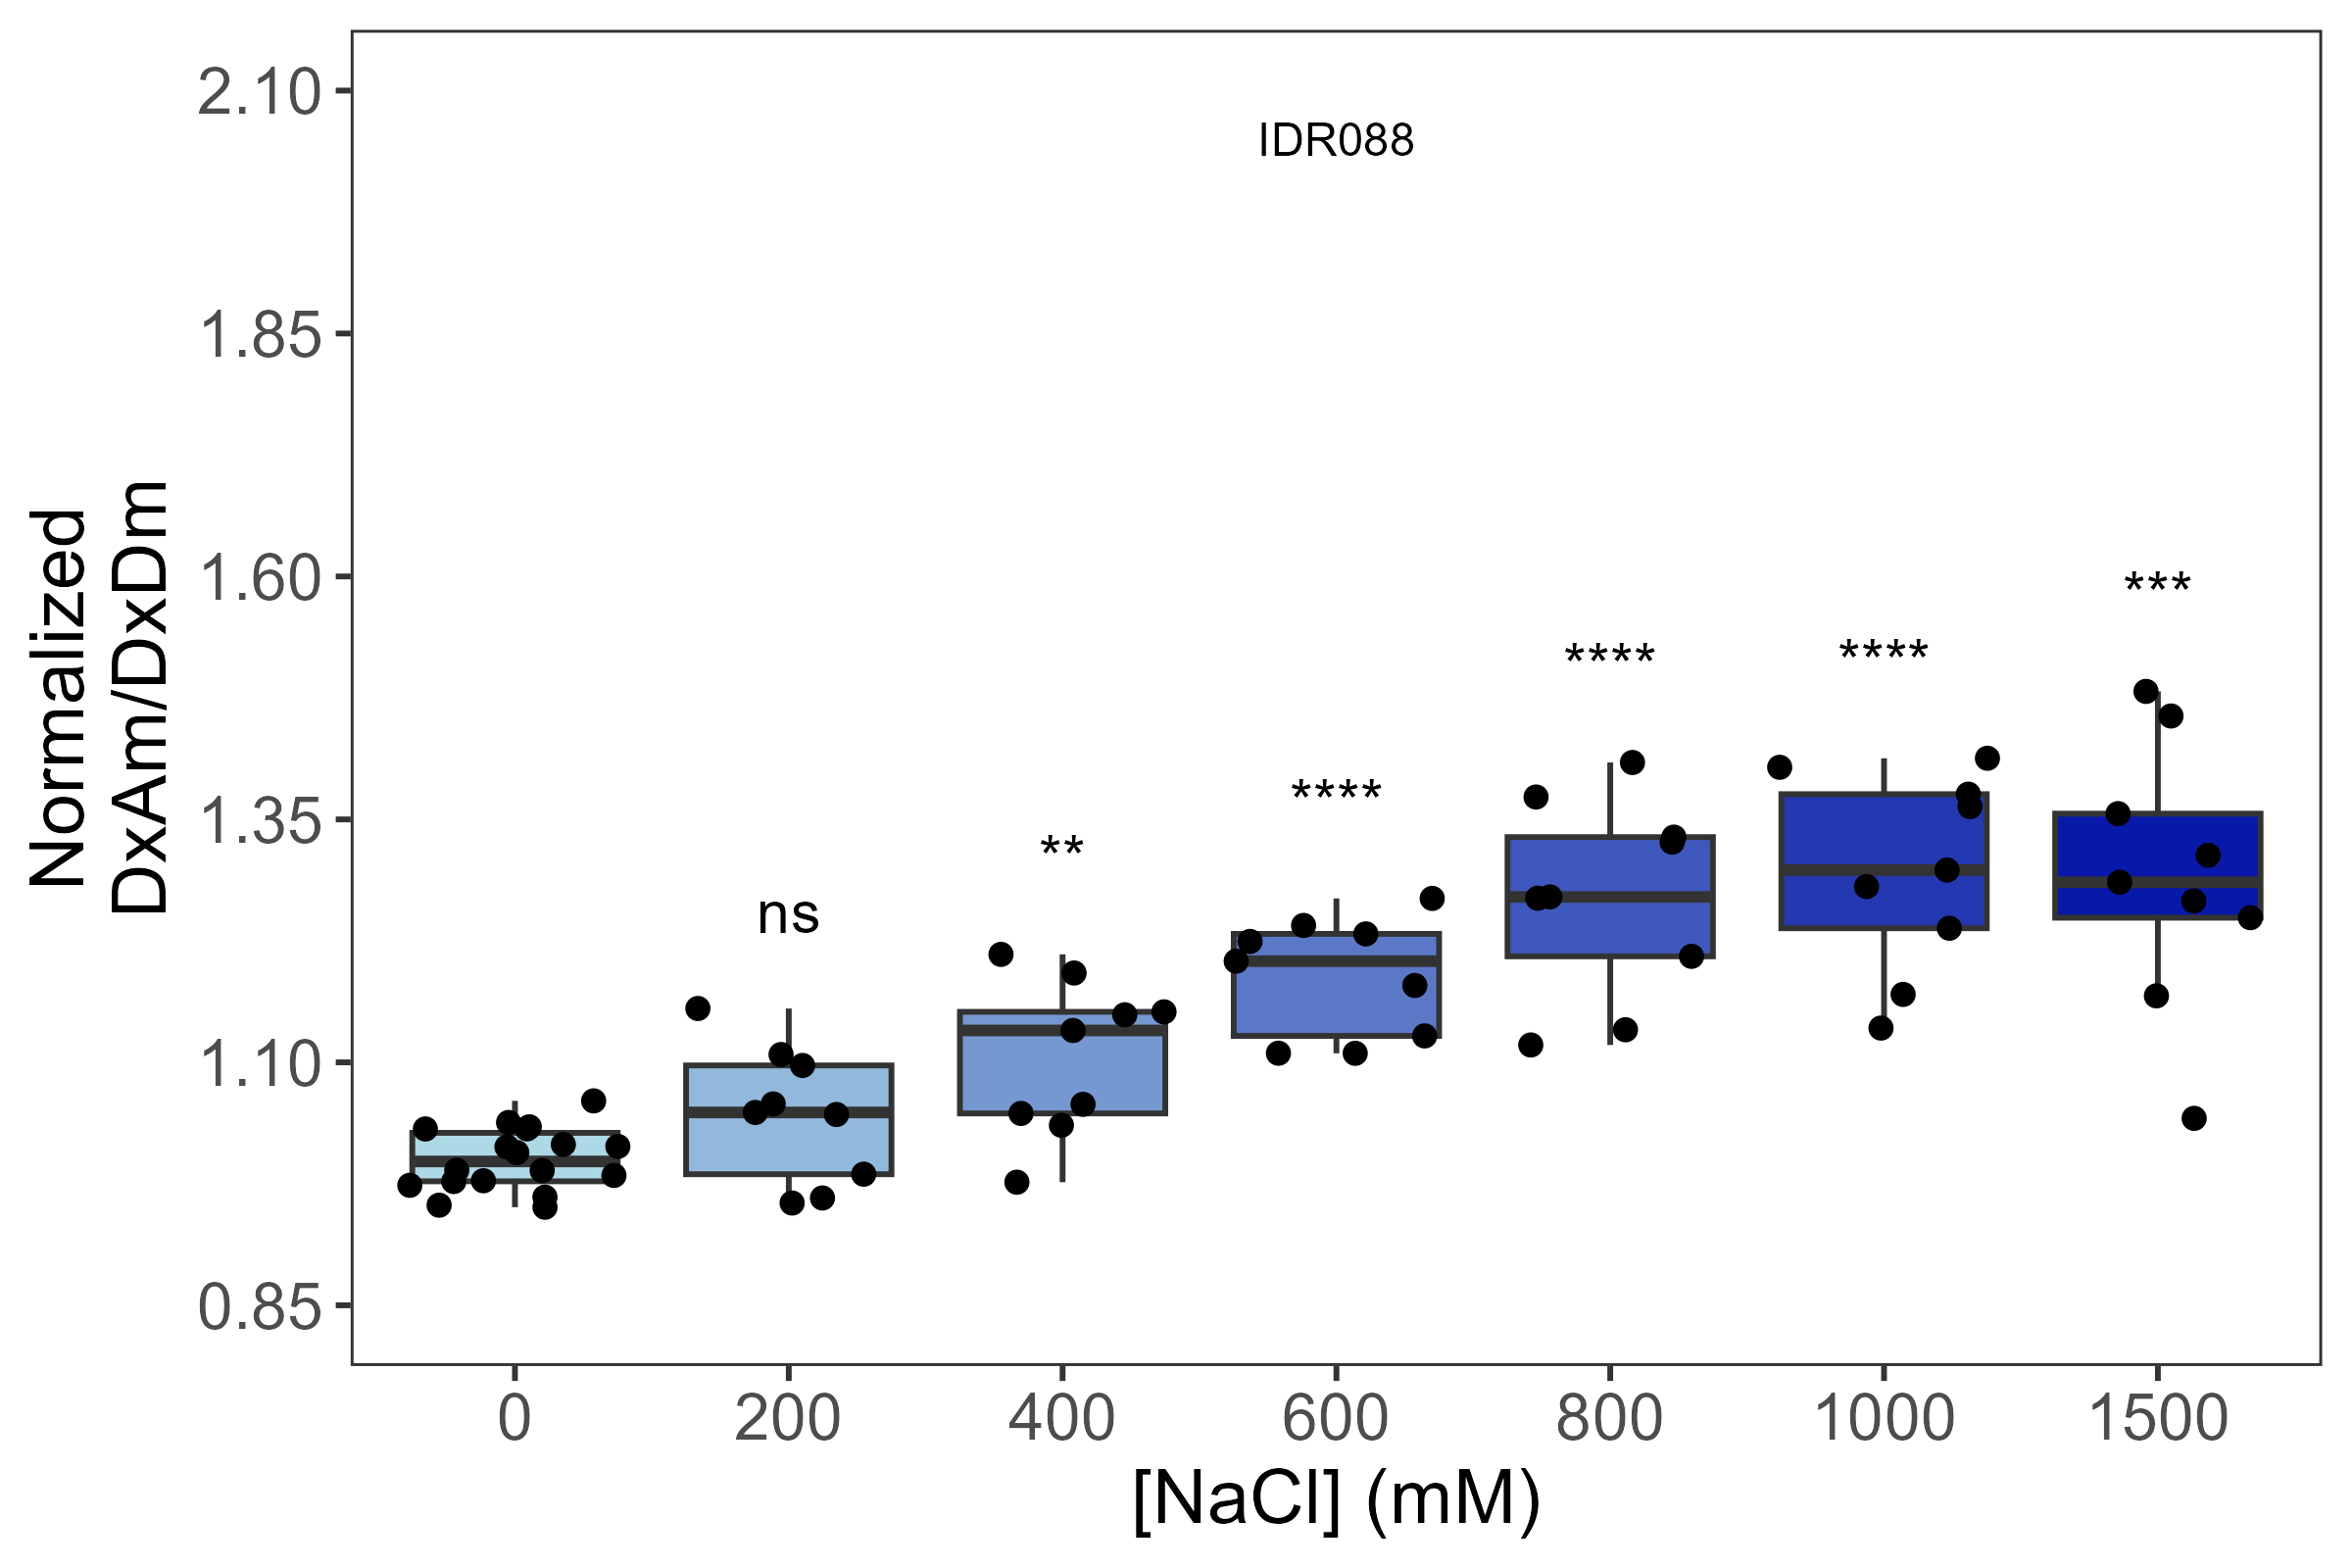 IDR088
Normalized
DxAm/DxDm
2.10
1.85
1.60
1.35
1.10
0.85
ns
**
****
****
****
***
0 200 400 600 800 1000 1500
[NaCl] (mM)